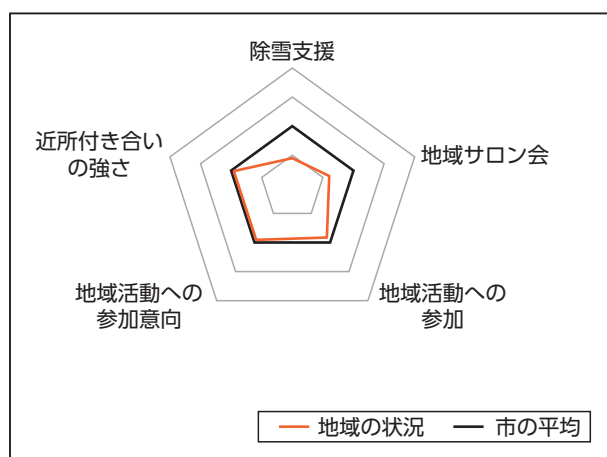 除雪支援
近所付き合い
の強さ
地域サロン会
地域活動への
参加意向
地域活動への
参加
地域の状況
市の平均